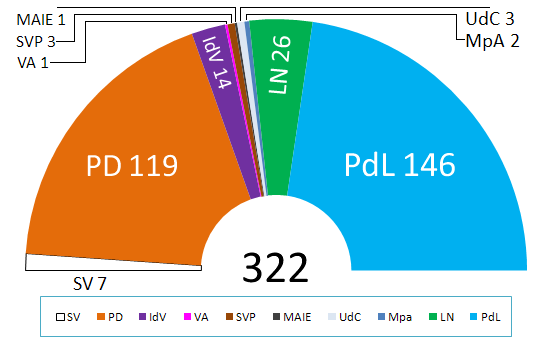 MAIE 1
SVP 3
VA 1
UdC 3
MpA 2
IdV 14
LN 26
PD 119
PdL 146
322
SV 7
SV PD IdV VA SVP MAIE UdC Mpa LN PdL